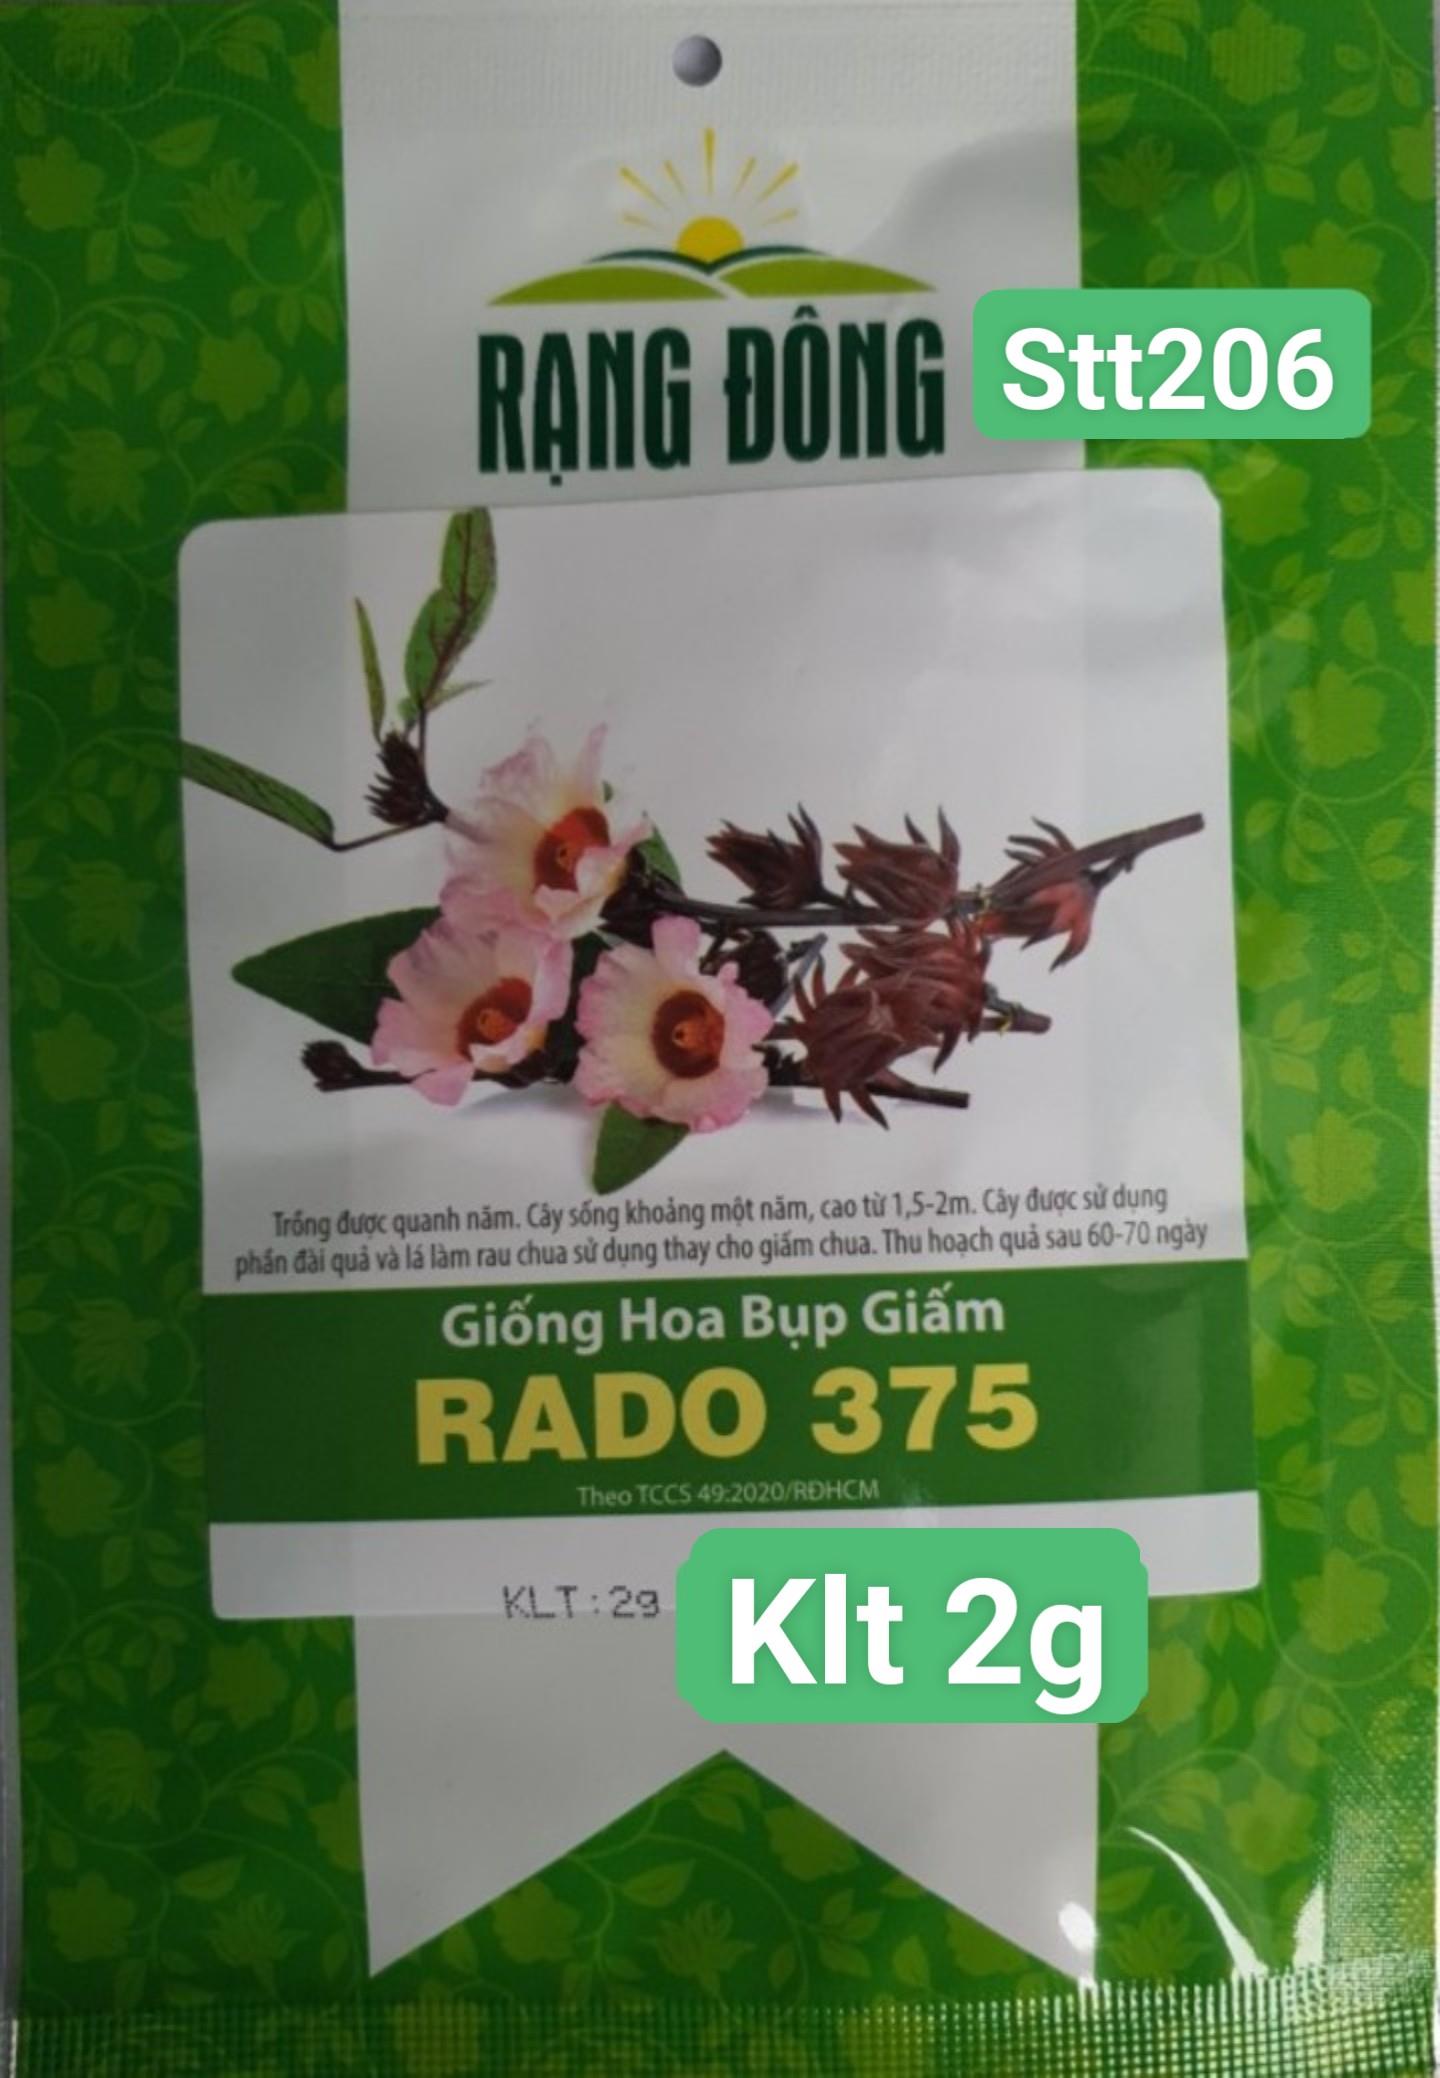 RẠNG ĐÔNG
Stt206
Trồng được quanh năm. Cây sống khoảng một năm, cao từ 1,5-2m. Cây được sử dụng
phần đài quả và lá làm rau chua sử dụng thay cho giấm chua. Thu hoạch quả sau 60-70 ngày
Giống Hoa Bụp Giấm
RADO 375
Theo TCCS 49:2020/RĐHCM
KLT : 2g
Klt 2g